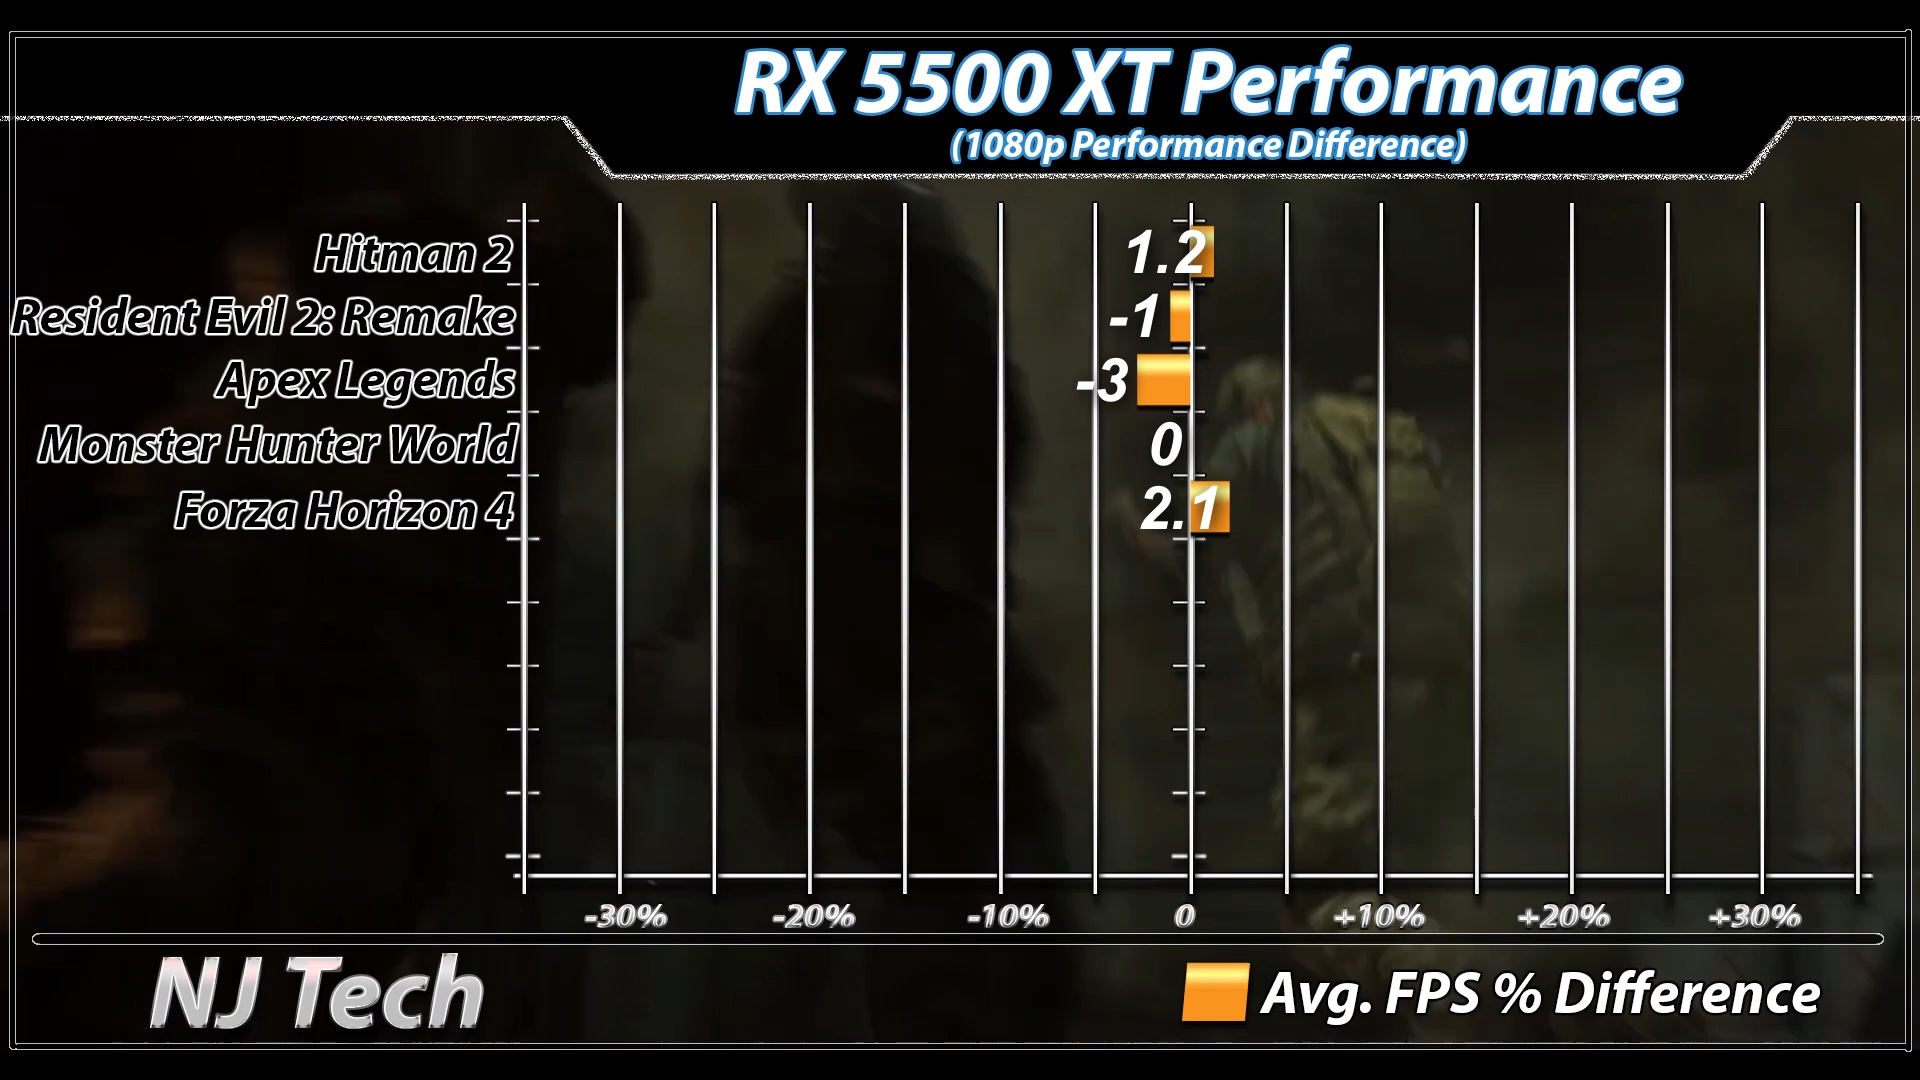 RX 5500 XT Performance
(1080p Performance Difference)
Hitman 2
1.2
Resident Evil 2: Remake
-1
Apex Legends
-3
Monster Hunter World
0
Forza Horizon 4
2.1
-30% -20% -10% 0 +10% +20% +30%
NJ Tech
Avg. FPS % Difference